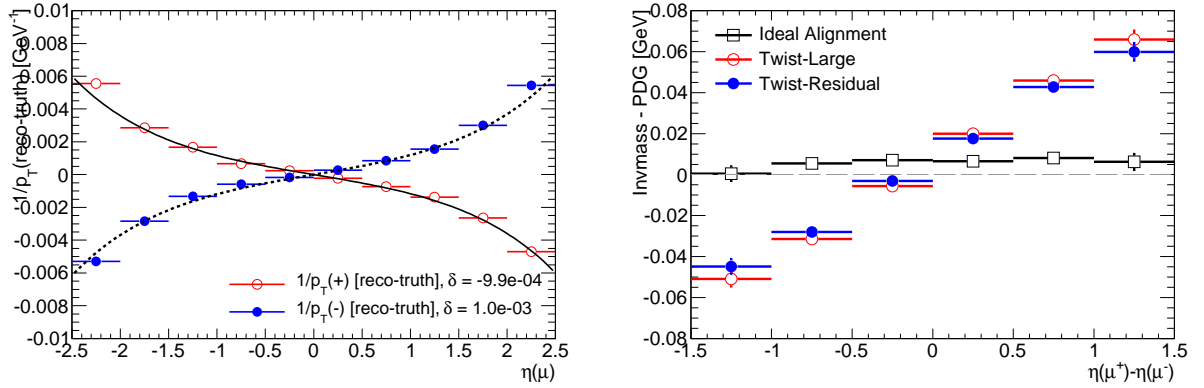 0.01
0.008
0.006
0.004
0.002
0
-0.002
-0.004
-0.006
-0.008
-0.01
1/p_T(reco-truth) [GeV^-1]
1/p_T(+) [reco-truth], δ = -9.9e-04
1/p_T(-) [reco-truth], δ = 1.0e-03
-2.5 -2 -1.5 -1 -0.5 0 0.5 1 1.5 2 2.5
η(μ)
0.08
0.06
0.04
0.02
0
-0.02
-0.04
-0.06
-0.08
Invmass - PDG [GeV]
Ideal Alignment
Twist-Large
Twist-Residual
-1.5 -1 -0.5 0 0.5 1 1.5
η(μ⁺)-η(μ⁻)